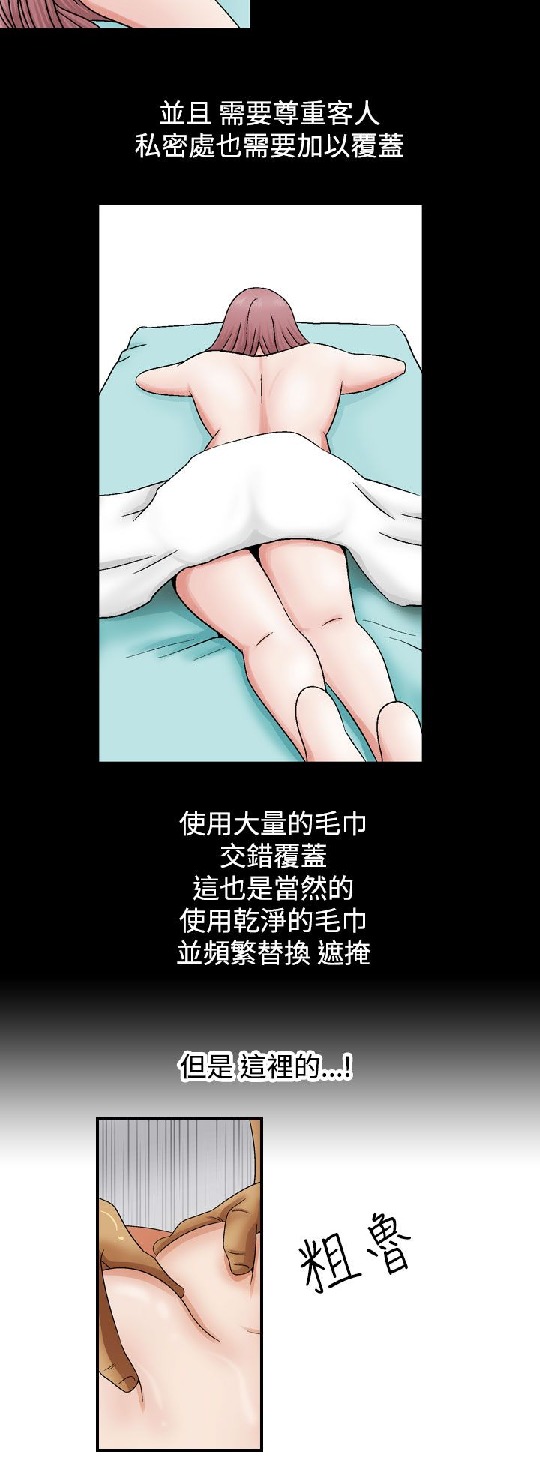 並且 需要尊重客人
私密處也需要加以覆蓋
使用大量的毛巾
交錯覆蓋
這也是當然的
使用乾淨的毛巾
並頻繁替換 遮掩
但是 這裡的...!
粗魯